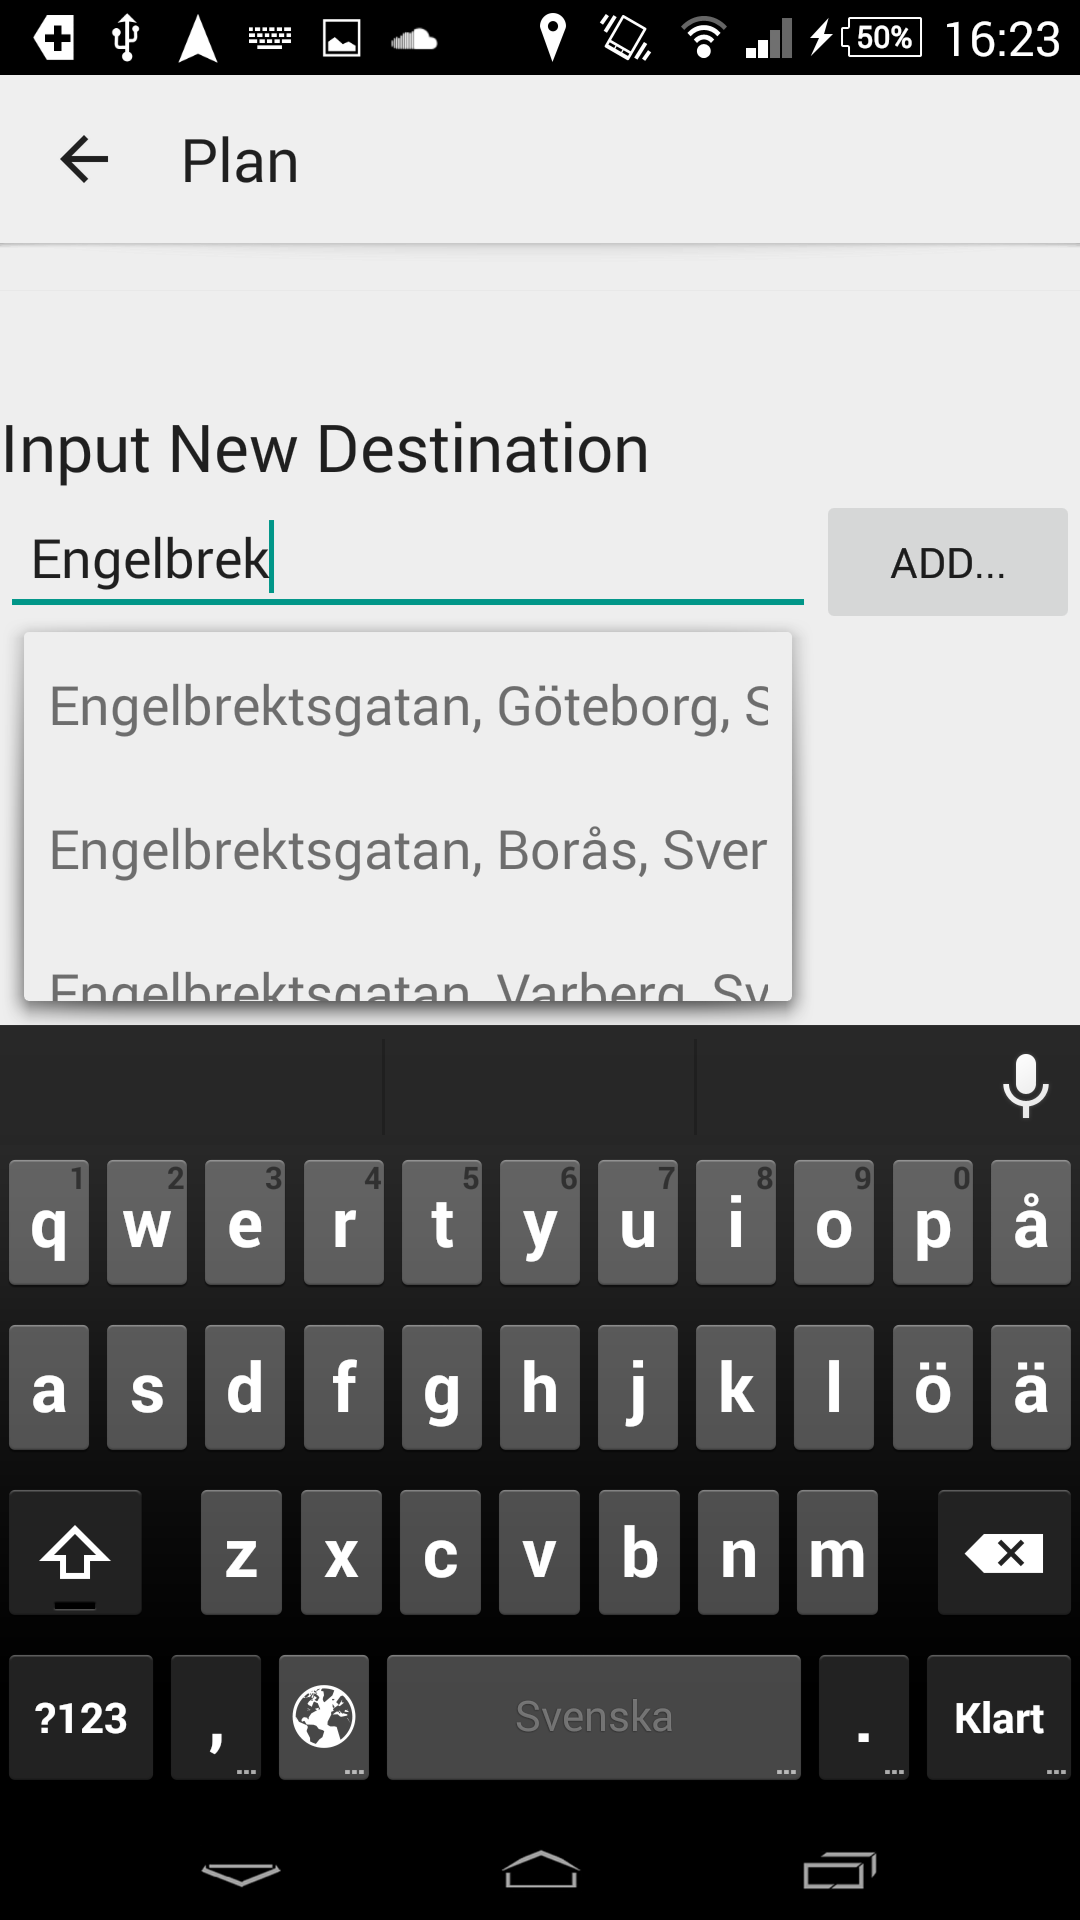 50% 16:23
Plan
Input New Destination
Engelbrek
ADD...
Engelbrektsgatan, Göteborg, S
Engelbrektsgatan, Borås, Sver
Engelbrektsgatan, Varberg, Sv
1 2 3 4 5 6 7 8 9 0
q w e r t y u i o p å
a s d f g h j k l ö ä
z x c v b n m
?123 , Svenska . Klart